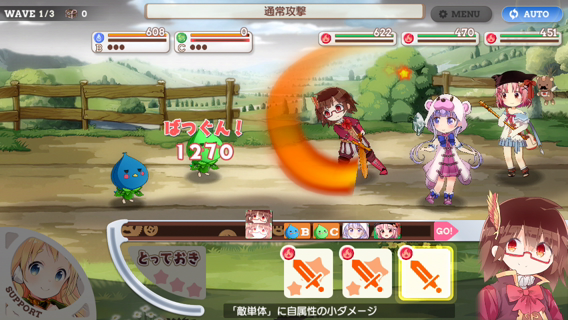 WAVE 1/3 0
通常攻撃
MENU
AUTO
608
B
0
C
622
470
451
ばつぐん!
1270
B
C
GO!
とっておき
SUPPORT
「敵単体」に自属性の小ダメージ